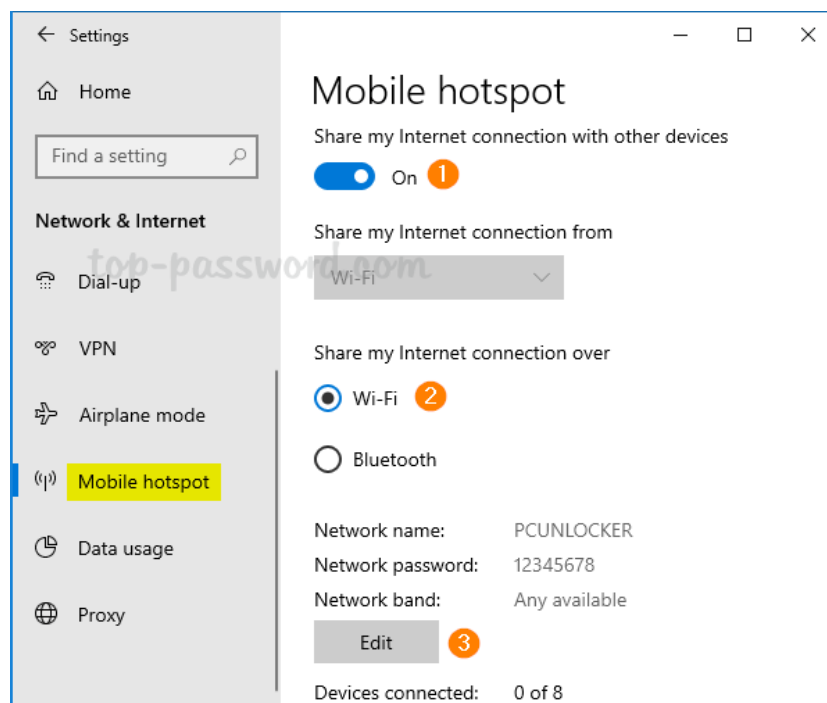 Settings
Home
Find a setting
Network & Internet
Dial-up
VPN
Airplane mode
Mobile hotspot
Data usage
Proxy
Mobile hotspot
Share my Internet connection with other devices
On 1
Share my Internet connection from
Wi-Fi
Share my Internet connection over
Wi-Fi 2
Bluetooth
Network name: PCUNLOCKER
Network password: 12345678
Network band: Any available
Edit 3
Devices connected: 0 of 8
top-password.com